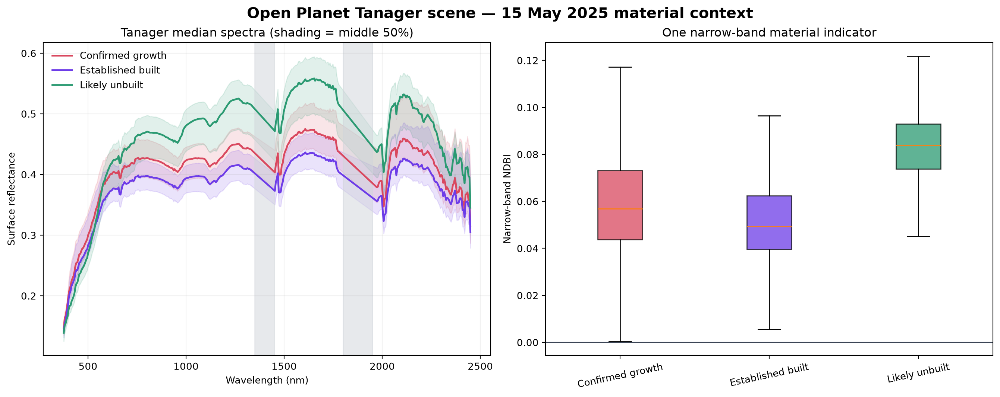 Open Planet Tanager scene — 15 May 2025 material context
Tanager median spectra (shading = middle 50%)
Confirmed growth
Established built
Likely unbuilt
Surface reflectance
0.6
0.5
0.4
0.3
0.2
500 1000 1500 2000 2500
Wavelength (nm)
One narrow-band material indicator
Narrow-band NDBI
0.12
0.10
0.08
0.06
0.04
0.02
0.00
Confirmed growth
Established built
Likely unbuilt